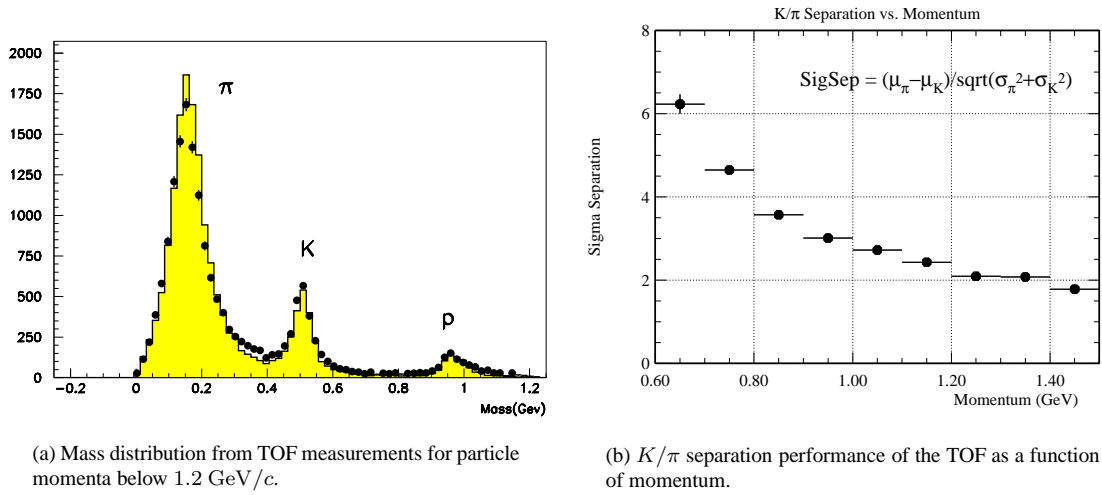 2000
1750
1500
1250
1000
750
500
250
0
−0.2
0
0.2
0.4
0.6
0.8
1
1.2
Mass(Gev)
π
K
p
(a) Mass distribution from TOF measurements for particle
momenta below 1.2 GeV/c.
K/π Separation vs. Momentum
SigSep = (μπ−μK)/sqrt(σπ²+σK²)
Sigma Separation
8
6
4
2
0
0.60
0.80
1.00
1.20
1.40
Momentum (GeV)
(b) K/π separation performance of the TOF as a function
of momentum.